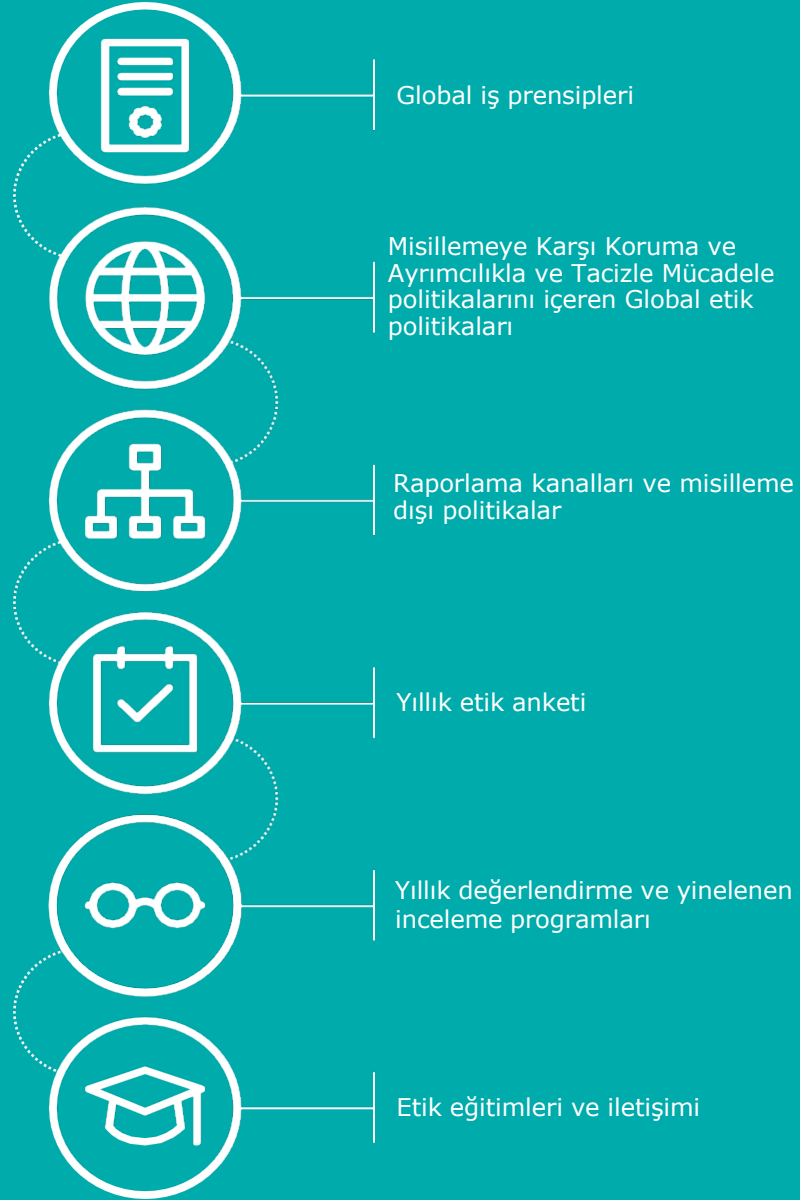 Global iş prensipleri
Misillemeye Karşı Koruma ve
Ayrımcılıkla ve Tacizle Mücadele
politikalarını içeren Global etik
politikaları
Raporlama kanalları ve misilleme
dışı politikalar
Yıllık etik anketi
Yıllık değerlendirme ve yinelenen
inceleme programları
Etik eğitimleri ve iletişimi